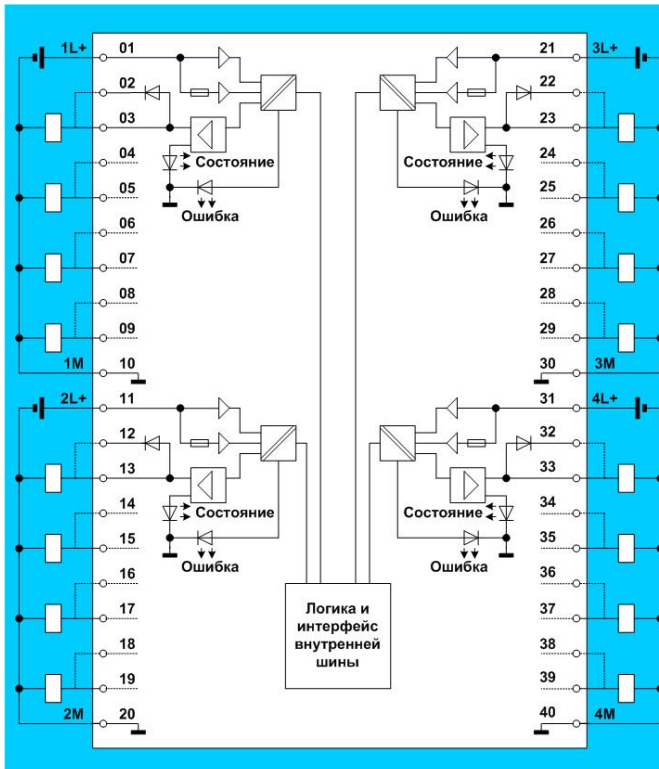 1L+ 01 21 3L+
02 22
03 23
Состояние Состояние
04 24
05 25
Ошибка Ошибка
06 26
07 27
08 28
09 29
1M 10 30 3M
2L+ 11 31 4L+
12 32
13 33
Состояние Состояние
14 34
15 35
Ошибка Ошибка
16 36
17 37
Логика и
интерфейс
внутренней
шины
18 38
19 39
2M 20 40 4M